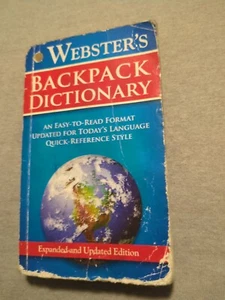 WEBSTER'S
BACKPACK
DICTIONARY
AN EASY-TO-READ FORMAT
UPDATED FOR TODAY'S LANGUAGE
QUICK-REFERENCE STYLE
Expanded and Updated Edition